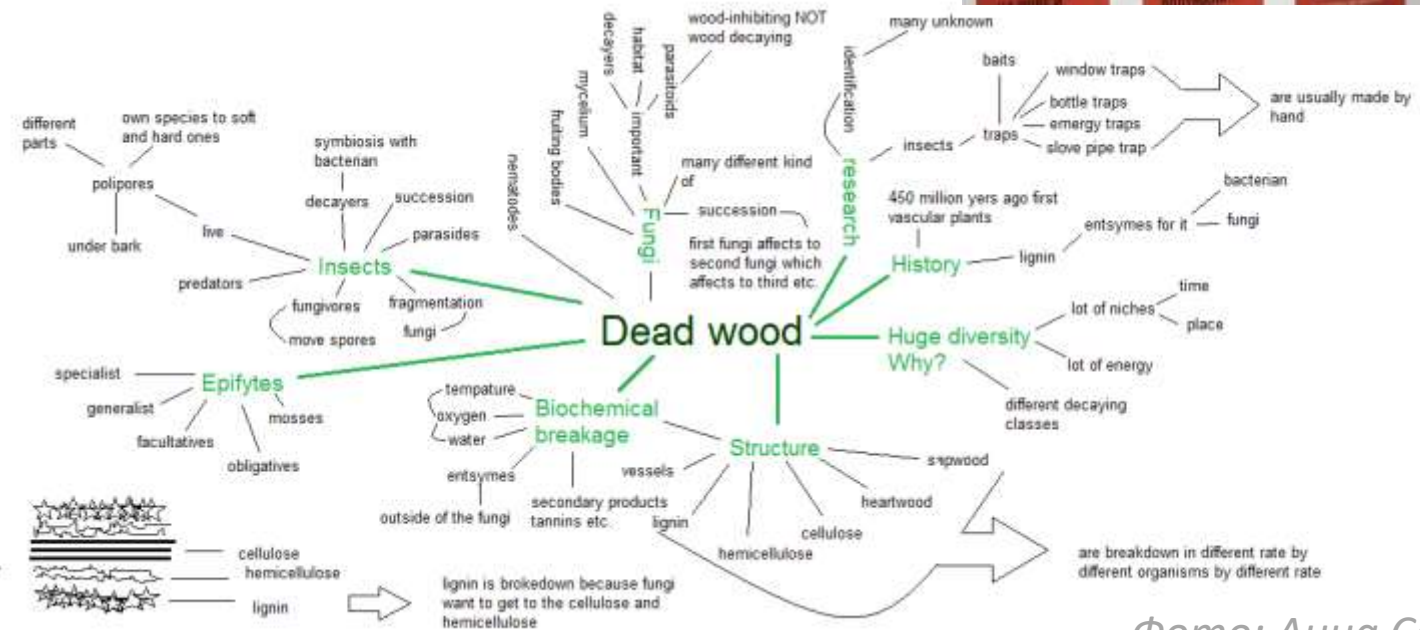 wood-inhibiting NOT
wood decaying
many unknown
decayers
habitat
parasitoids
identification
baits
window traps
mycelium
important
bottle traps
are usually made by
hand
different
parts
own species to soft
and hard ones
fruiting bodies
emergy traps
symbiosis with
bacterian
insects
traps
slove pipe trap
nematodes
many different kind
of
research
polipores
decayers
succession
Fungi
succession
450 million yers ago first
vascular plants
bacterian
entsymes for it
fungi
live
parasides
under bark
first fungi affects to
second fungi which
affects to third etc.
History
lignin
Insects
predators
fungivores
fragmentation
time
lot of niches
place
fungi
move spores
Dead wood
Huge diversity
Why?
lot of energy
specialist
Epifytes
generalist
mosses
facultatives
obligatives
tempature
oxygen
water
Biochemical
breakage
different decaying
classes
Structure
vessels
sapwood
entsymes
secondary products
tannins etc.
outside of the fungi
lignin
heartwood
cellulose
hemicellulose
cellulose
hemicellulose
lignin
lignin is brokedown because fungi
want to get to the cellulose and
hemicellulose
are breakdown in different rate by
different organisms by different rate